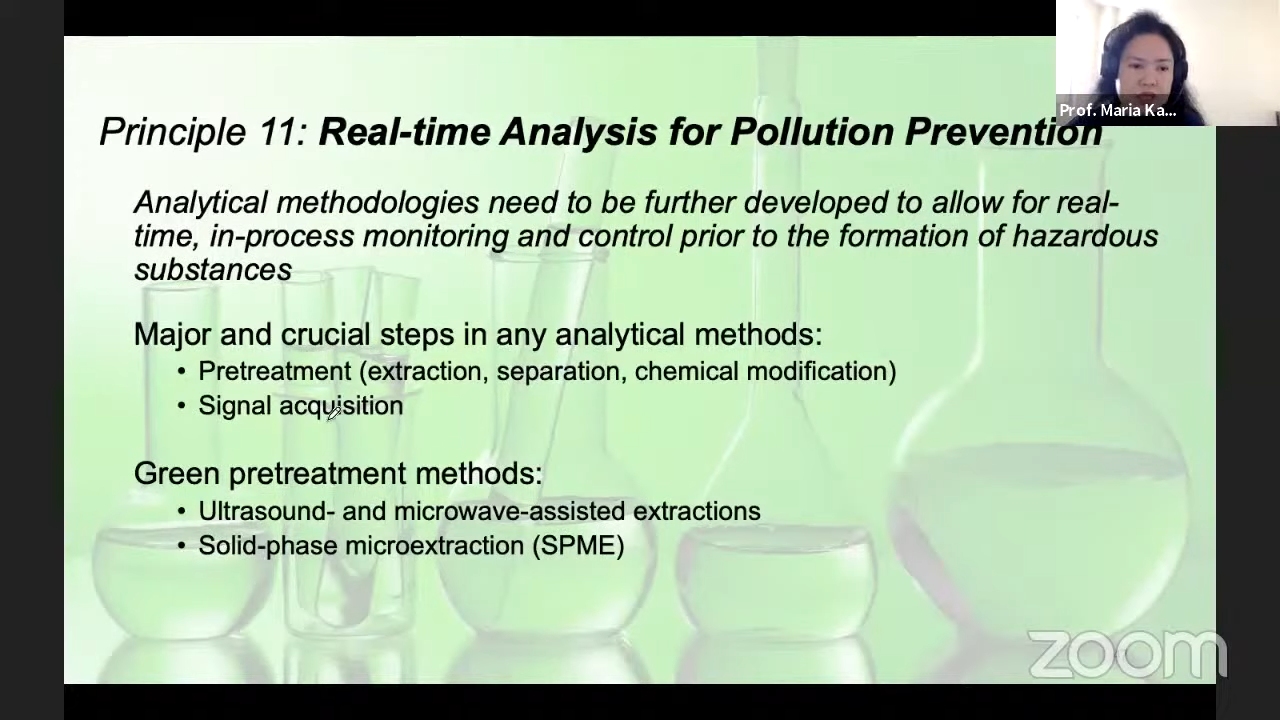 Prof. Maria Ka...
Principle 11: Real-time Analysis for Pollution Prevention
Analytical methodologies need to be further developed to allow for real-
time, in-process monitoring and control prior to the formation of hazardous
substances
Major and crucial steps in any analytical methods:
• Pretreatment (extraction, separation, chemical modification)
• Signal acquisition
Green pretreatment methods:
• Ultrasound- and microwave-assisted extractions
• Solid-phase microextraction (SPME)
zoom